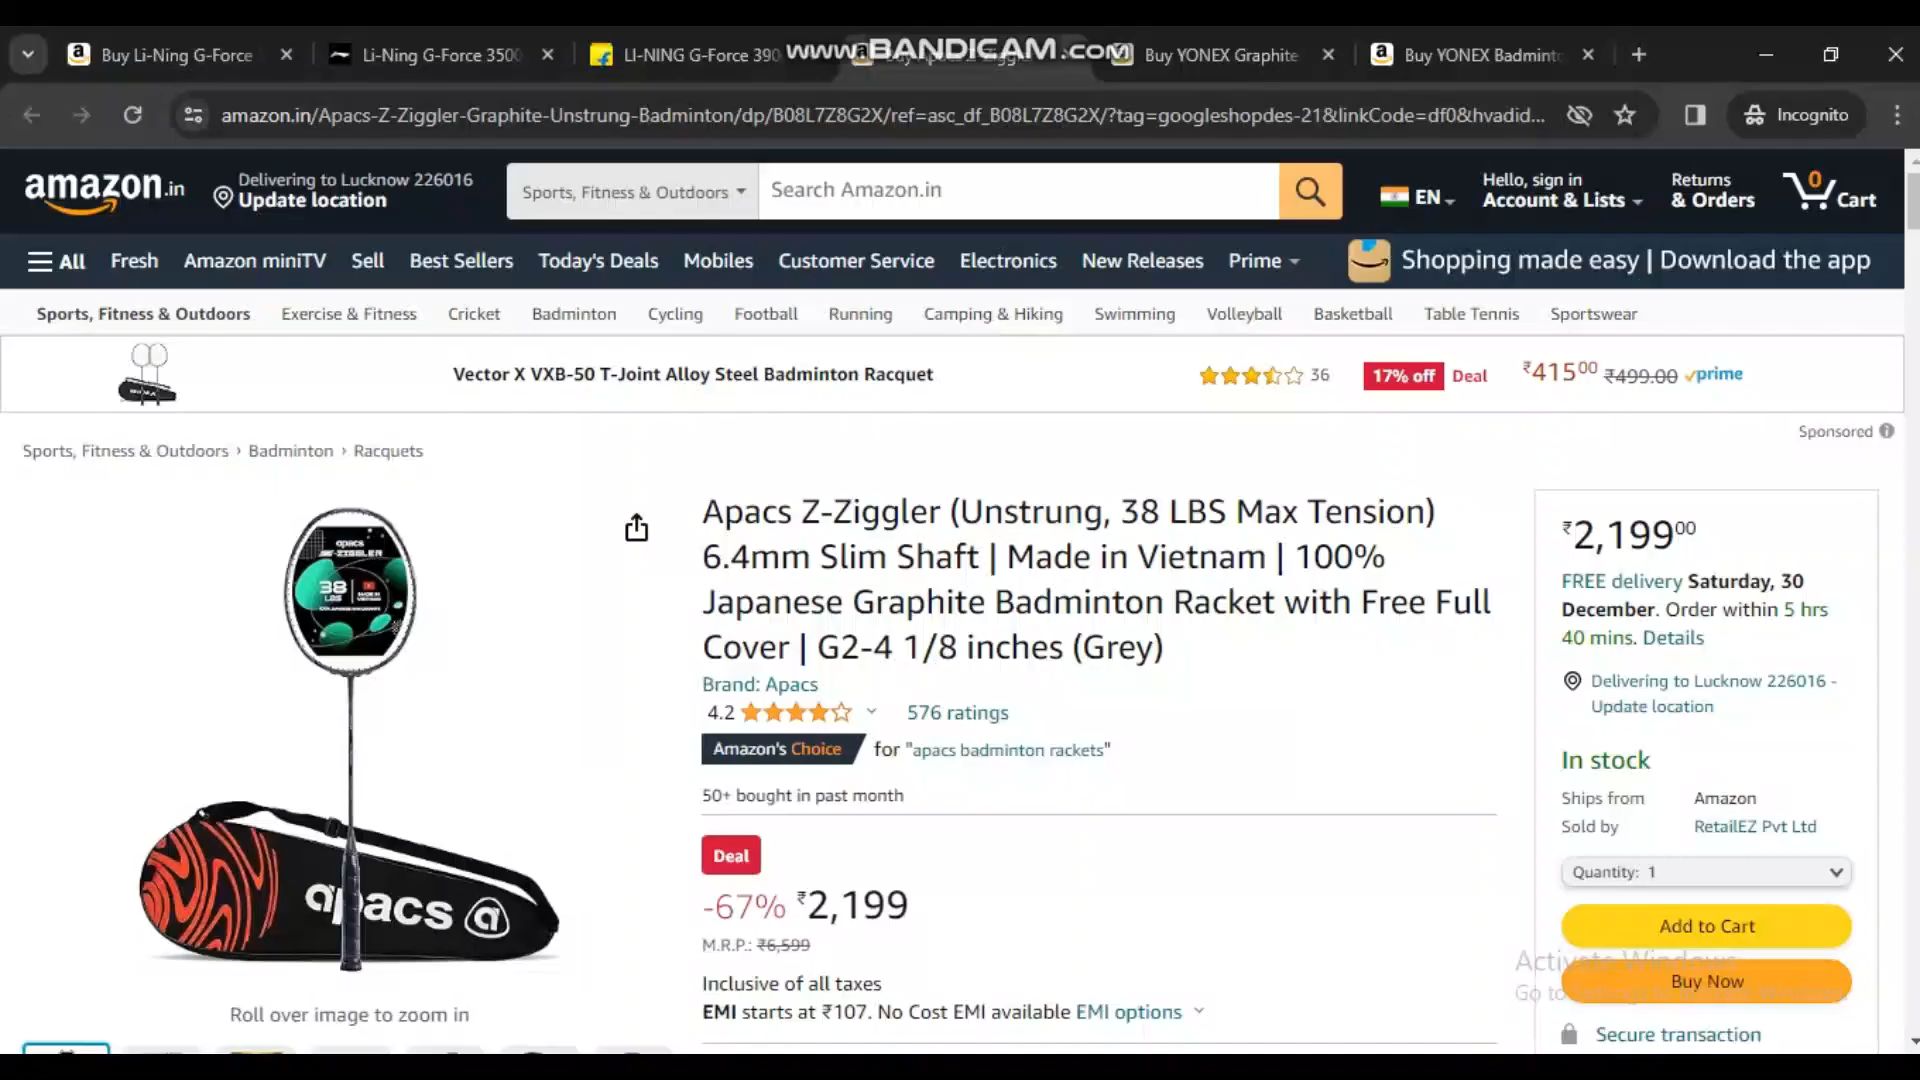 www.BANDICAM.com
Buy Li-Ning G-Force
Li-Ning G-Force 3500
LI-NING G-Force 390
Buy YONEX Graphite
Buy YONEX Badminto
amazon.in/Apacs-Z-Ziggler-Graphite-Unstrung-Badminton/dp/B08L7Z8G2X/ref=asc_df_B08L7Z8G2X/?tag=googleshopdes-21&linkCode=df0&hvadid...
Incognito
amazon.in
Delivering to Lucknow 226016
Update location
Sports, Fitness & Outdoors
Search Amazon.in
EN
Hello, sign in
Account & Lists
Returns
& Orders
0
Cart
All
Fresh
Amazon miniTV
Sell
Best Sellers
Today's Deals
Mobiles
Customer Service
Electronics
New Releases
Prime
Shopping made easy | Download the app
Sports, Fitness & Outdoors
Exercise & Fitness
Cricket
Badminton
Cycling
Football
Running
Camping & Hiking
Swimming
Volleyball
Basketball
Table Tennis
Sportswear
Vector X VXB-50 T-Joint Alloy Steel Badminton Racquet
36
17% off
Deal
₹415⁰⁰ ₹499.00 prime
Sponsored
Sports, Fitness & Outdoors › Badminton › Racquets
apacs
Z-ZIGGLER
38
LBS
apacs a
Roll over image to zoom in
Apacs Z-Ziggler (Unstrung, 38 LBS Max Tension)
6.4mm Slim Shaft | Made in Vietnam | 100%
Japanese Graphite Badminton Racket with Free Full
Cover | G2-4 1/8 inches (Grey)
Brand: Apacs
4.2
576 ratings
Amazon's Choice for "apacs badminton rackets"
50+ bought in past month
Deal
-67% ₹2,199
M.R.P.: ₹6,599
Inclusive of all taxes
EMI starts at ₹107. No Cost EMI available EMI options
₹2,199⁰⁰
FREE delivery Saturday, 30
December. Order within 5 hrs
40 mins. Details
Delivering to Lucknow 226016 -
Update location
In stock
Ships from Amazon
Sold by RetailEZ Pvt Ltd
Quantity: 1
Add to Cart
Activate Windows
Buy Now
Go to
Secure transaction